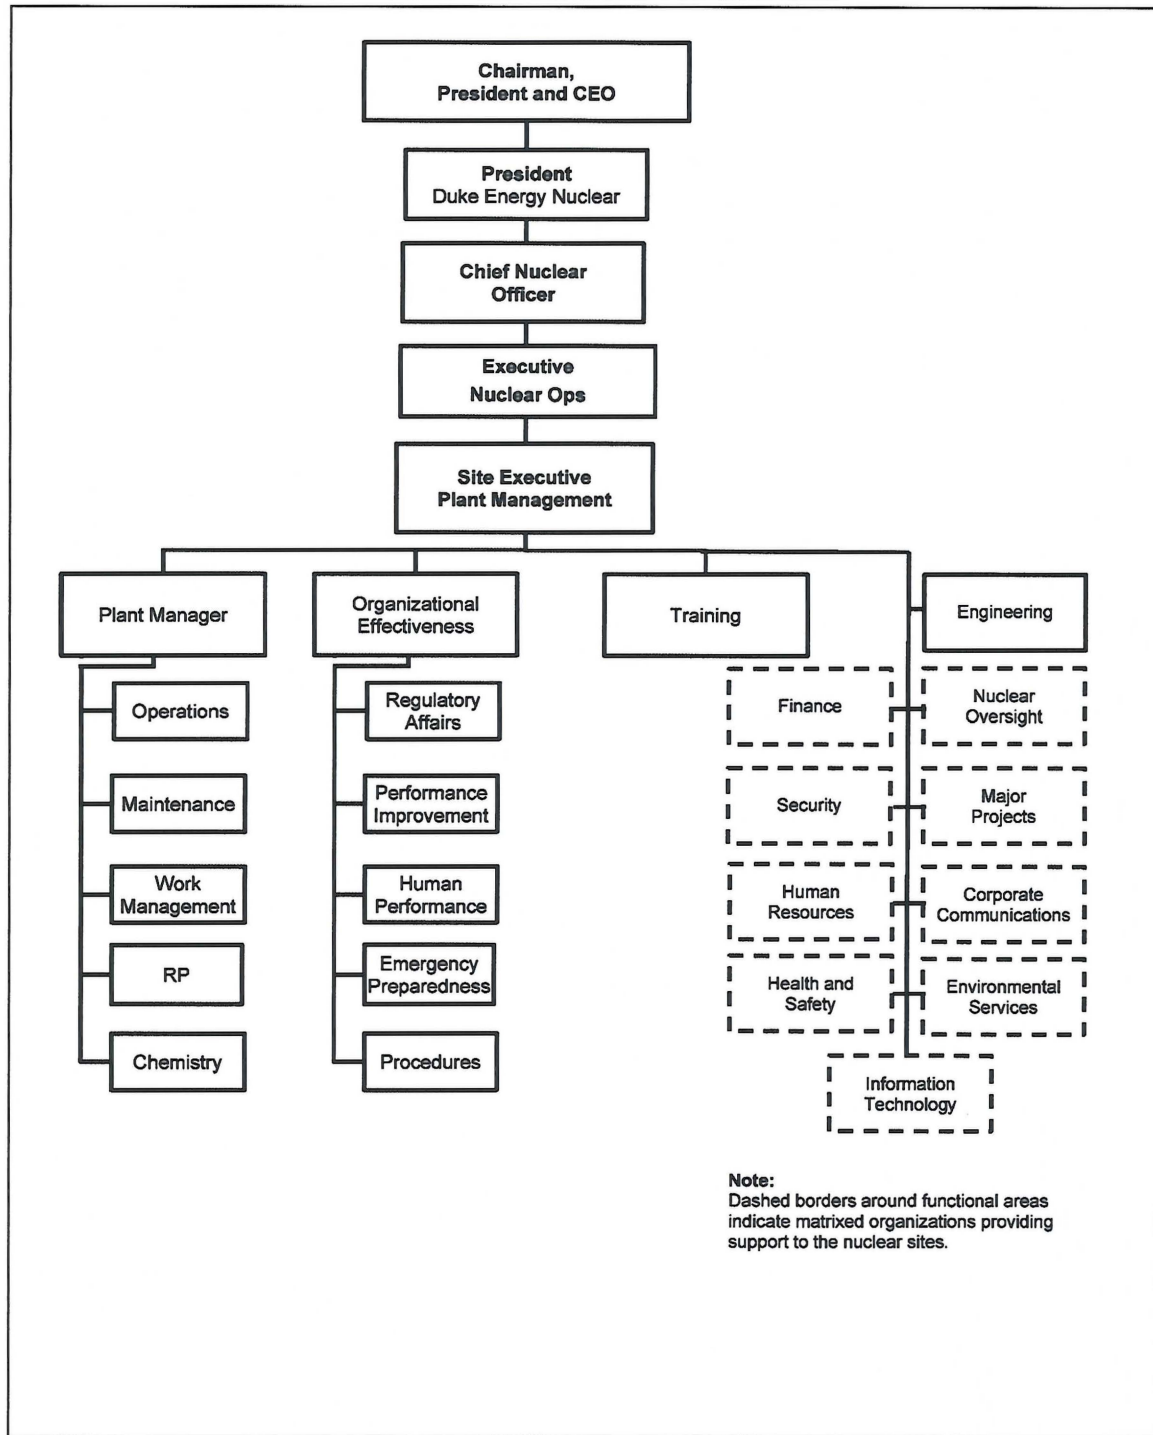 Chairman,
President and CEO
President
Duke Energy Nuclear
Chief Nuclear
Officer
Executive
Nuclear Ops
Site Executive
Plant Management
Plant Manager
Organizational
Effectiveness
Training
Engineering
Operations
Maintenance
Work
Management
RP
Chemistry
Regulatory
Affairs
Performance
Improvement
Human
Performance
Emergency
Preparedness
Procedures
Finance
Nuclear
Oversight
Security
Major
Projects
Human
Resources
Corporate
Communications
Health and
Safety
Environmental
Services
Information
Technology
Note:
Dashed borders around functional areas
indicate matrixed organizations providing
support to the nuclear sites.